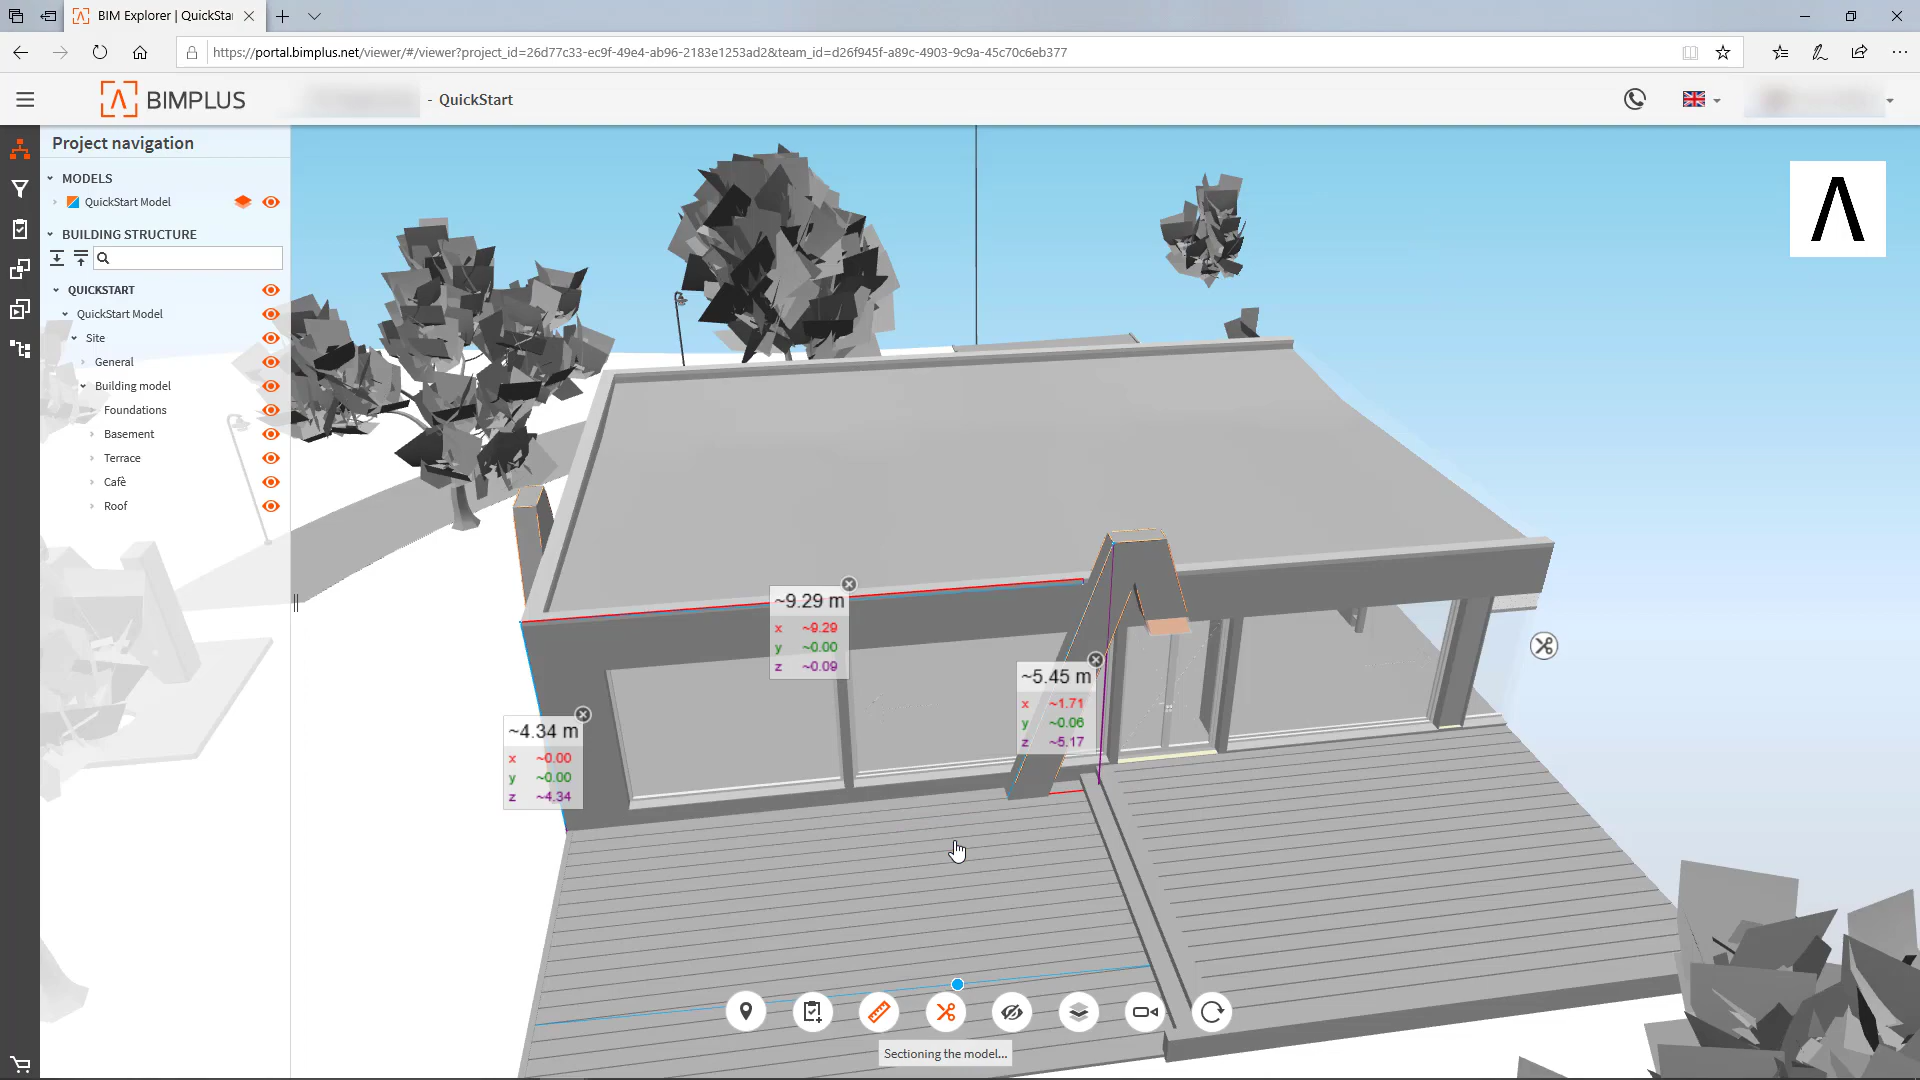 BIM Explorer | QuickStar
https://portal.bimplus.net/viewer/#/viewer?project_id=26d77c33-ec9f-49e4-ab96-2183e1253ad2&team_id=d26f945f-a89c-4903-9c9a-45c70c6eb377
BIMPLUS
- QuickStart
Project navigation
MODELS
QuickStart Model
BUILDING STRUCTURE
QUICKSTART
QuickStart Model
Site
General
Building model
Foundations
Basement
Terrace
Cafè
Roof
~9.29 m
x ~9.29
y ~0.00
z ~0.09
~5.45 m
x ~1.71
y ~0.06
z ~5.17
~4.34 m
x ~0.00
y ~0.00
z ~4.34
Sectioning the model...